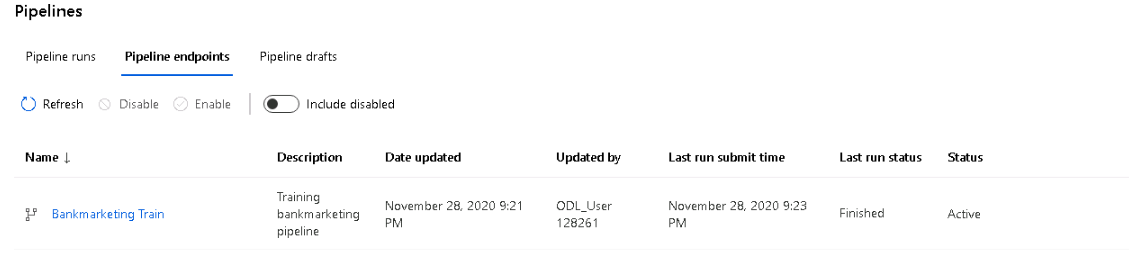 Pipelines
Pipeline runs Pipeline endpoints Pipeline drafts
Refresh Disable Enable Include disabled
Name ↓ Description Date updated Updated by Last run submit time Last run status Status
Bankmarketing Train
Training
bankmarketing
pipeline
November 28, 2020 9:21
PM
ODL_User
128261
November 28, 2020 9:23
PM
Finished
Active